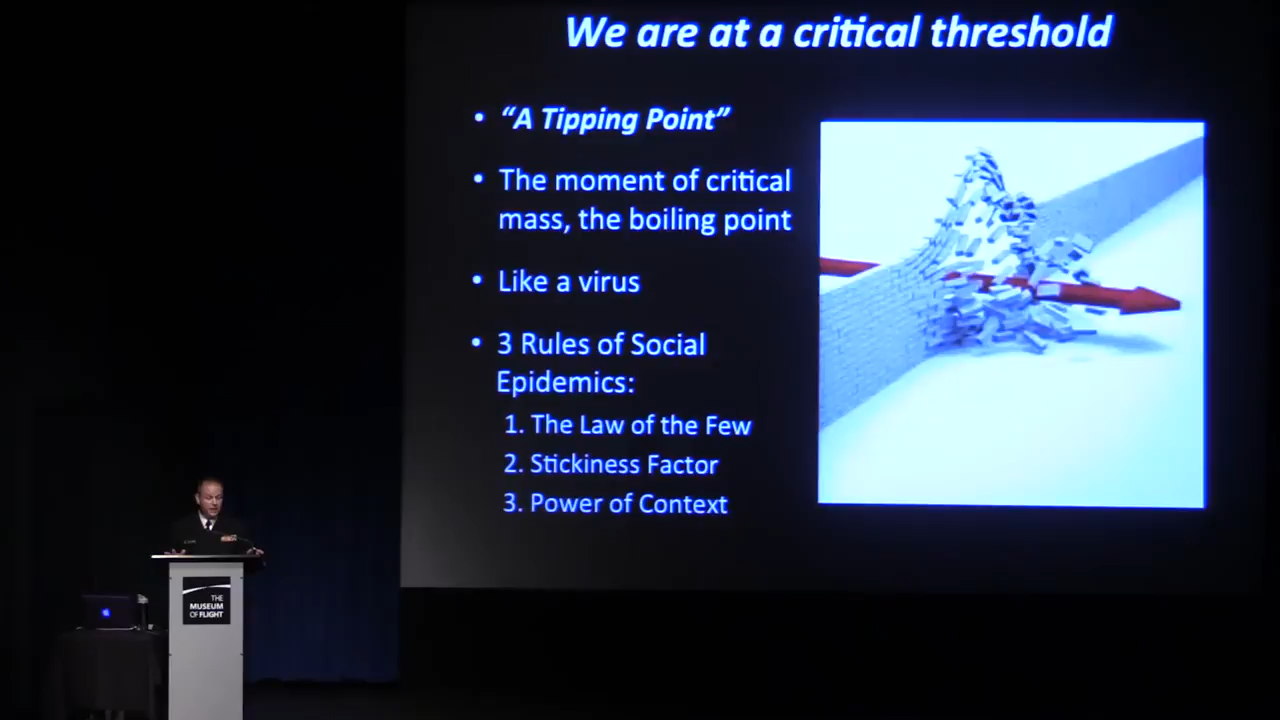 We are at a critical threshold
• “A Tipping Point”
• The moment of critical
mass, the boiling point
• Like a virus
• 3 Rules of Social
Epidemics:
1. The Law of the Few
2. Stickiness Factor
3. Power of Context
THE
MUSEUM
OF FLIGHT